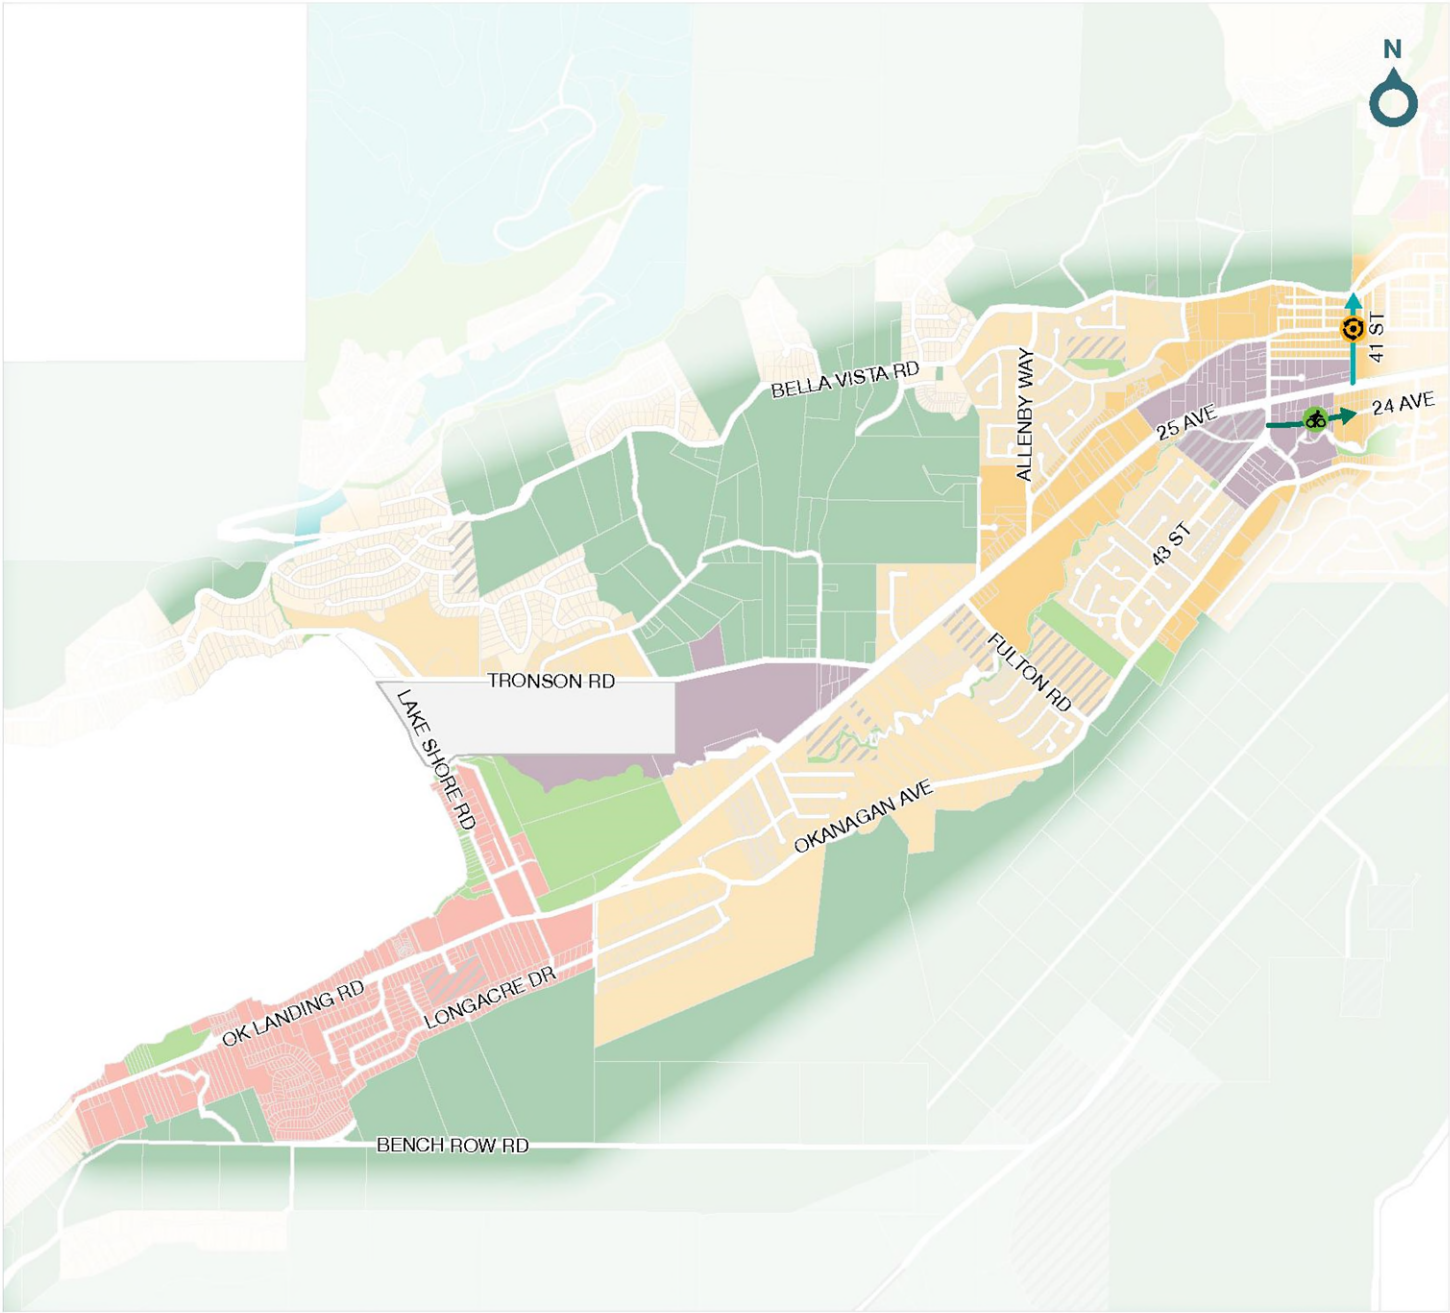 N
41 ST
BELLA VISTA RD
ALLENBY WAY
24 AVE
25 AVE
43 ST
FULTON RD
TRONSON RD
LAKE SHORE RD
OKANAGAN AVE
OK LANDING RD
LONGACRE DR
BENCH ROW RD